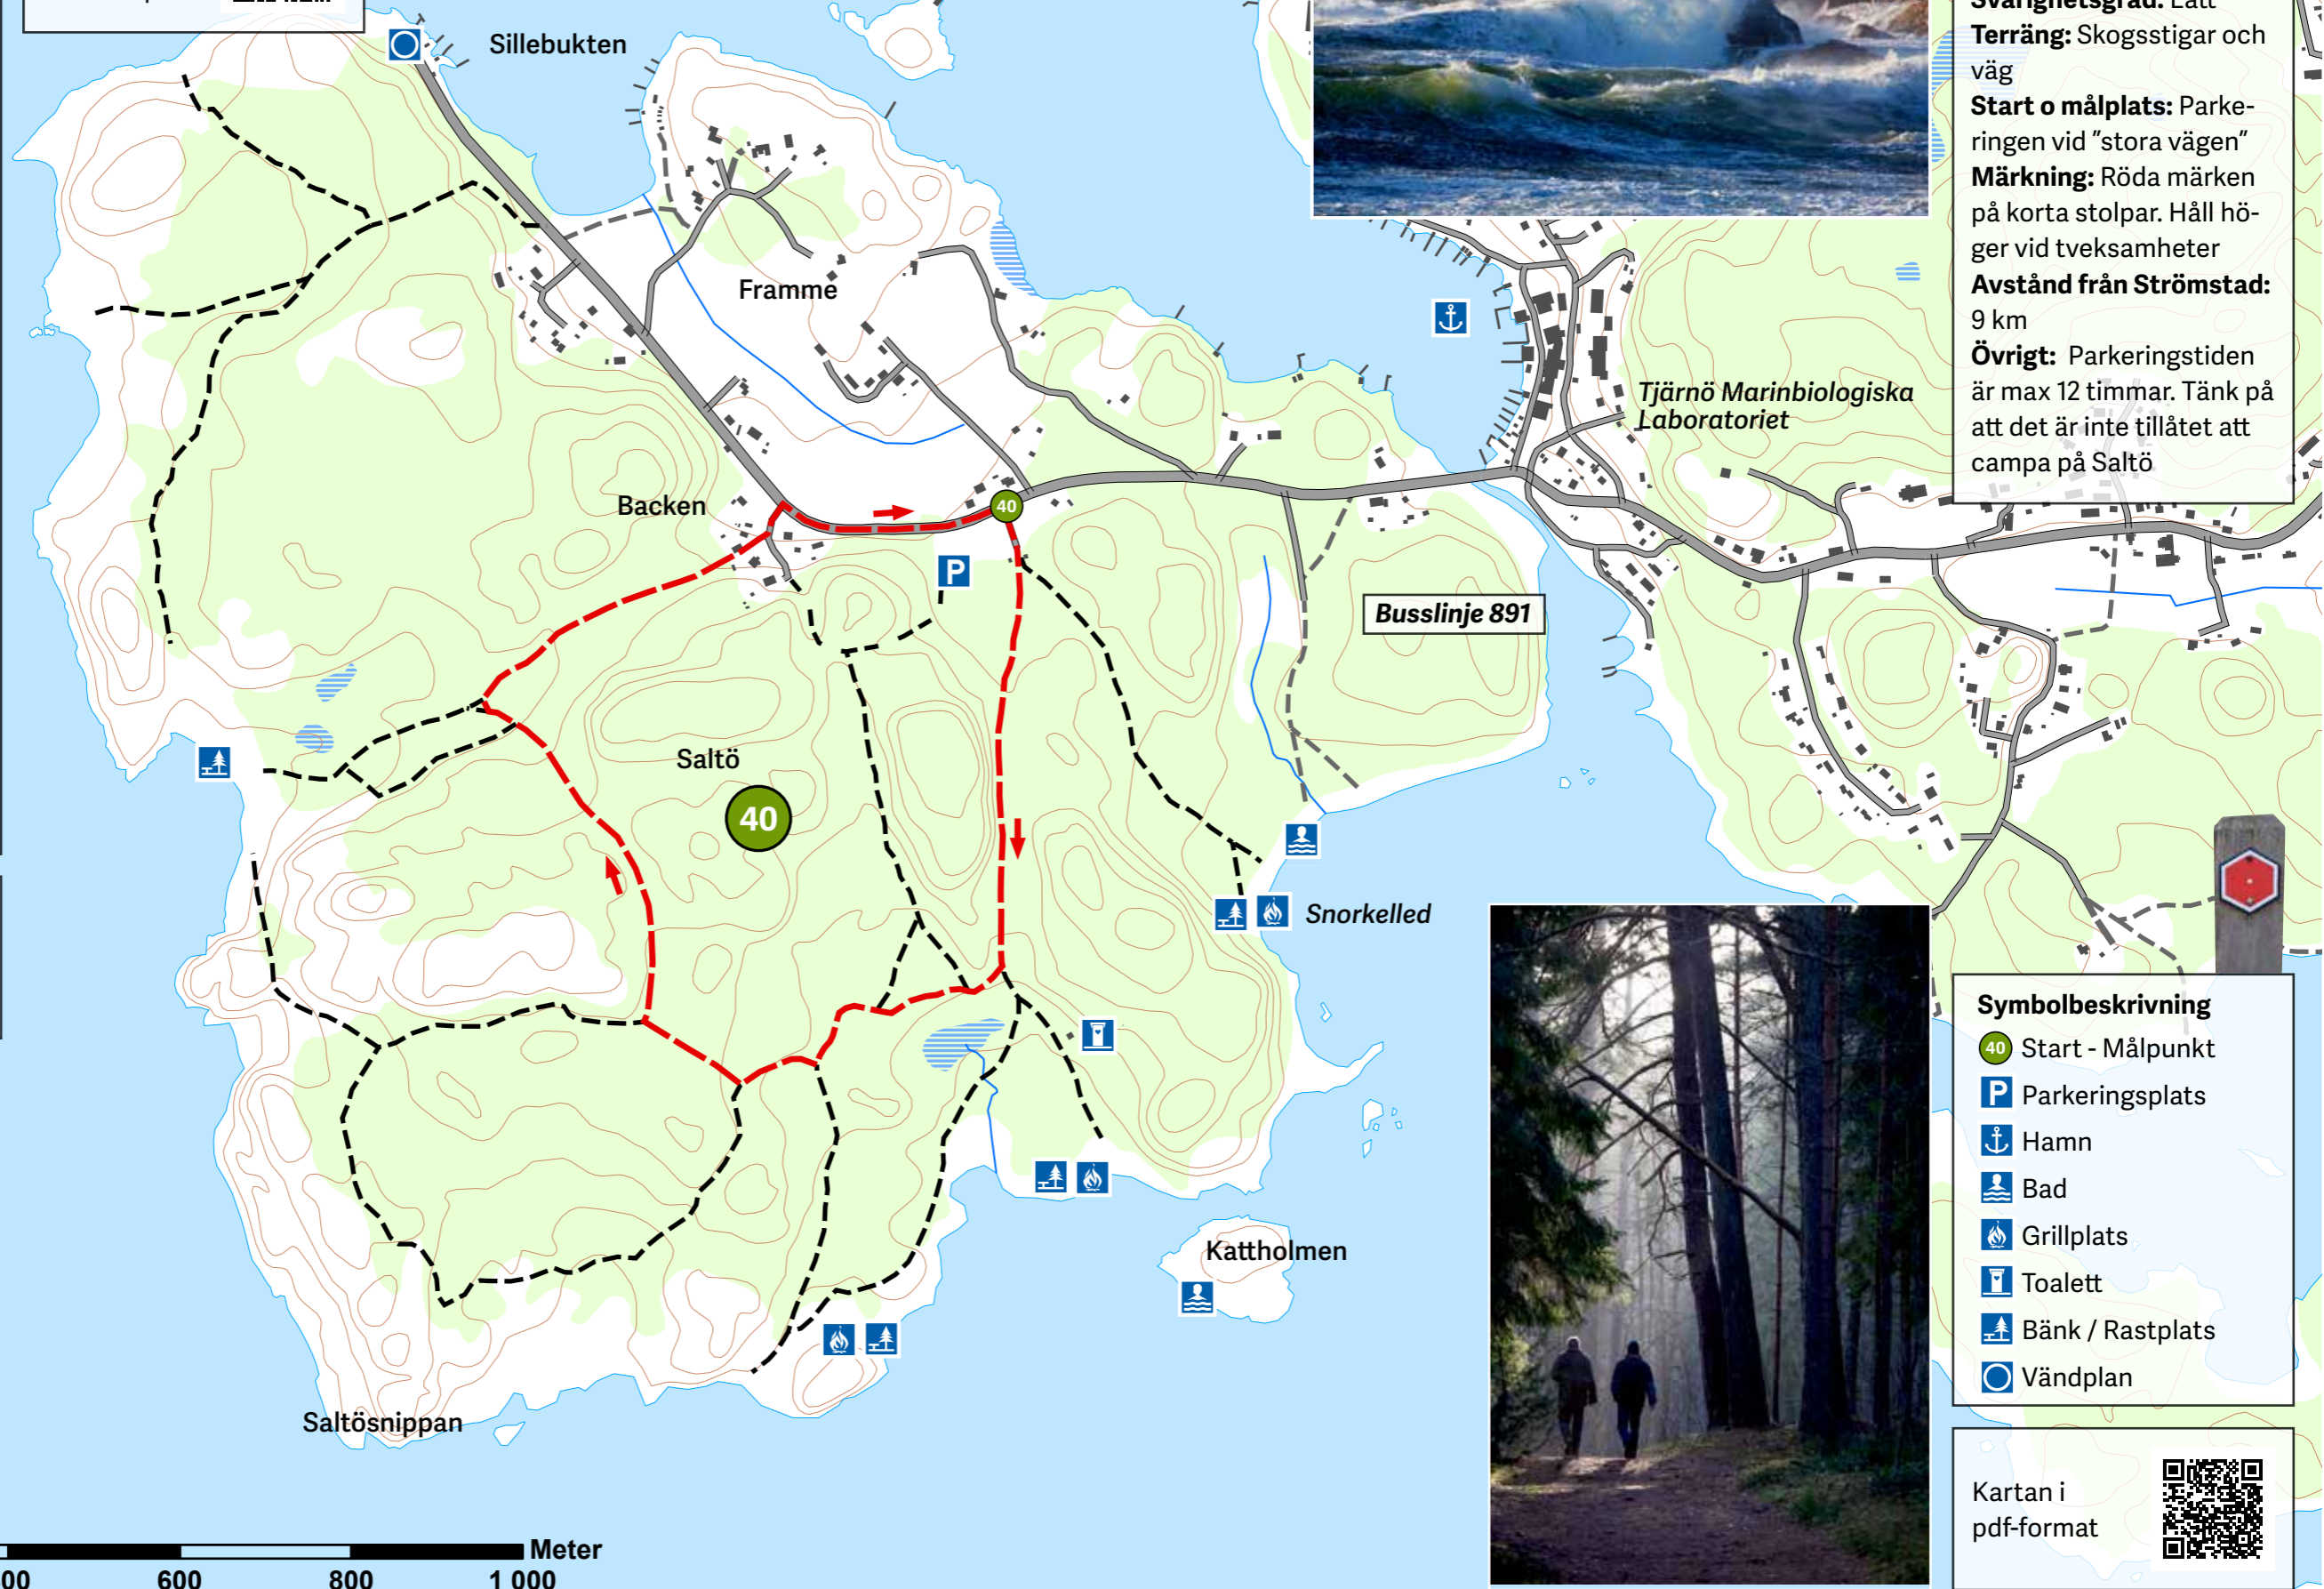 Sillebukten
Svårighetsgrad: Lätt
Terräng: Skogsstigar och
väg
Start o målplats: Parke-
ringen vid "stora vägen"
Märkning: Röda märken
på korta stolpar. Håll hö-
ger vid tveksamheter
Avstånd från Strömstad:
9 km
Övrigt: Parkeringstiden
är max 12 timmar. Tänk på
att det är inte tillåtet att
campa på Saltö
Framme
Tjärnö Marinbiologiska
Laboratoriet
Backen
40
P
Busslinje 891
Saltö
40
Snorkelled
Kattholmen
Saltösnippan
Symbolbeskrivning
40 Start - Målpunkt
P Parkeringsplats
Hamn
Bad
Grillplats
Toalett
Bänk / Rastplats
Vändplan
Kartan i
pdf-format
Meter
600 800 1 000